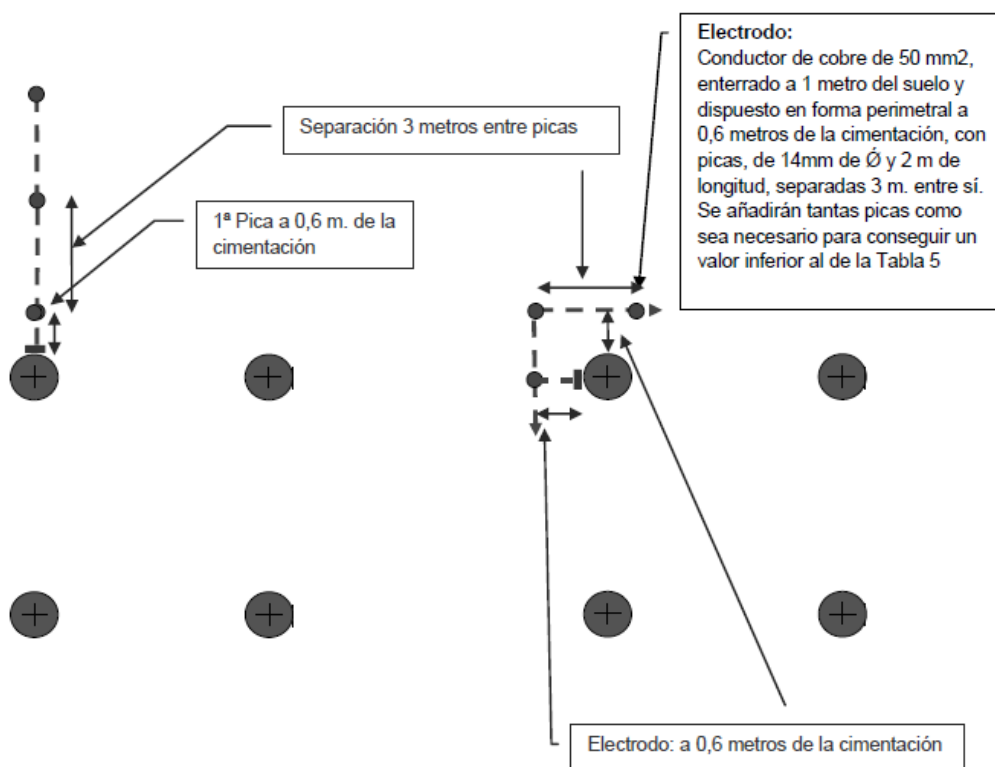 Electrodo:
Conductor de cobre de 50 mm2,
enterrado a 1 metro del suelo y
dispuesto en forma perimetral a
0,6 metros de la cimentación, con
picas, de 14mm de Ǿ y 2 m de
longitud, separadas 3 m. entre sí.
Se añadirán tantas picas como
sea necesario para conseguir un
valor inferior al de la Tabla 5
Separación 3 metros entre picas
1ª Pica a 0,6 m. de la
cimentación
Electrodo: a 0,6 metros de la cimentación